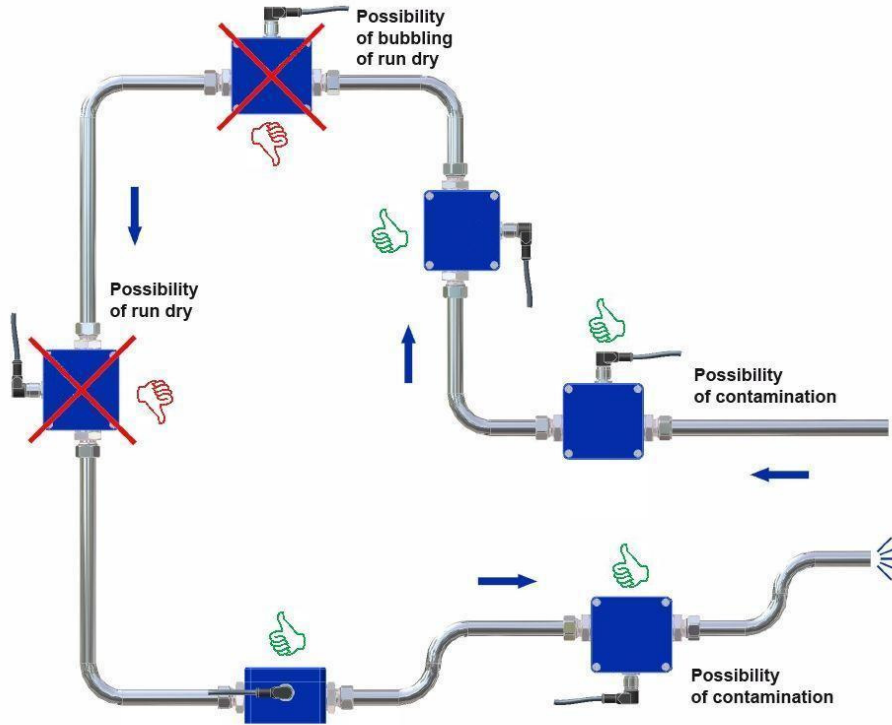 Possibility
of bubbling
of run dry
Possibility
of run dry
Possibility
of contamination
Possibility
of contamination